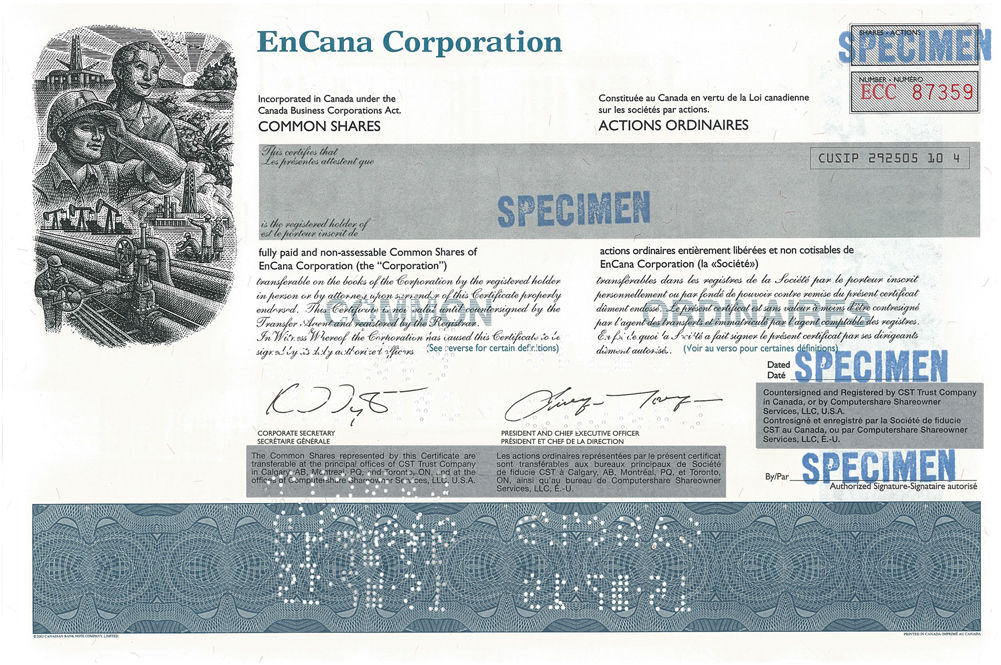 EnCana Corporation
SHARES - ACTIONS
SPECIMEN
NUMBER - NUMÉRO
ECC 87359
Incorporated in Canada under the
Canada Business Corporations Act.
COMMON SHARES
Constituée au Canada en vertu de la Loi canadienne
sur les sociétés par actions.
ACTIONS ORDINAIRES
This certifies that
Les présentes attestent que
CUSIP 292505 10 4
SPECIMEN
is the registered holder of
est le porteur inscrit de
fully paid and non-assessable Common Shares of
EnCana Corporation (the “Corporation”)
transferable on the books of the Corporation by the registered holder
in person or by attorney upon surrender of this Certificate properly
endorsed. This Certificate is not valid until countersigned by the
Transfer Agent and registered by the Registrar.
In Witness Whereof the Corporation has caused this Certificate to be
signed by its duly authorized officers
(See reverse for certain definitions)
COMMON
actions ordinaires entièrement libérées et non cotisables de
EnCana Corporation (la «Société»)
transférables dans les registres de la Société par le porteur inscrit
personnellement ou par fondé de pouvoir contre remise du présent certificat
dûment endossé. Le présent certificat est sans valeur à moins d'être contresigné
par l'agent des transferts et immatriculé par l'agent comptable des registres.
En foi de quoi la Société a fait signer le présent certificat par ses dirigeants
dûment autorisés.
(Voir au verso pour certaines définitions)
ORDINAIRES
Dated
Date
SPECIMEN
CORPORATE SECRETARY
SECRÉTAIRE GÉNÉRALE
PRESIDENT AND CHIEF EXECUTIVE OFFICER
PRÉSIDENT ET CHEF DE LA DIRECTION
Countersigned and Registered by CST Trust Company
in Canada, or by Computershare Shareowner
Services, LLC, U.S.A.
Contresigné et enregistré par la Société de fiducie
CST au Canada, ou par Computershare Shareowner
Services, LLC, É.-U.
The Common Shares represented by this Certificate are
transferable at the principal offices of CST Trust Company
in Calgary, AB, Montreal, PQ, and Toronto, ON, and at the
offices of Computershare Shareowner Services, LLC, U.S.A.
Les actions ordinaires représentées par le présent certificat
sont transférables aux bureaux principaux de Société
de fiducie CST à Calgary, AB, Montréal, PQ, et Toronto,
ON, ainsi qu'au bureau de Computershare Shareowner
Services, LLC, É.-U.
By/Par
SPECIMEN
Authorized Signature-Signataire autorisé
©2002 CANADIAN BANK NOTE COMPANY, LIMITED
PRINTED IN CANADA-IMPRIMÉ AU CANADA